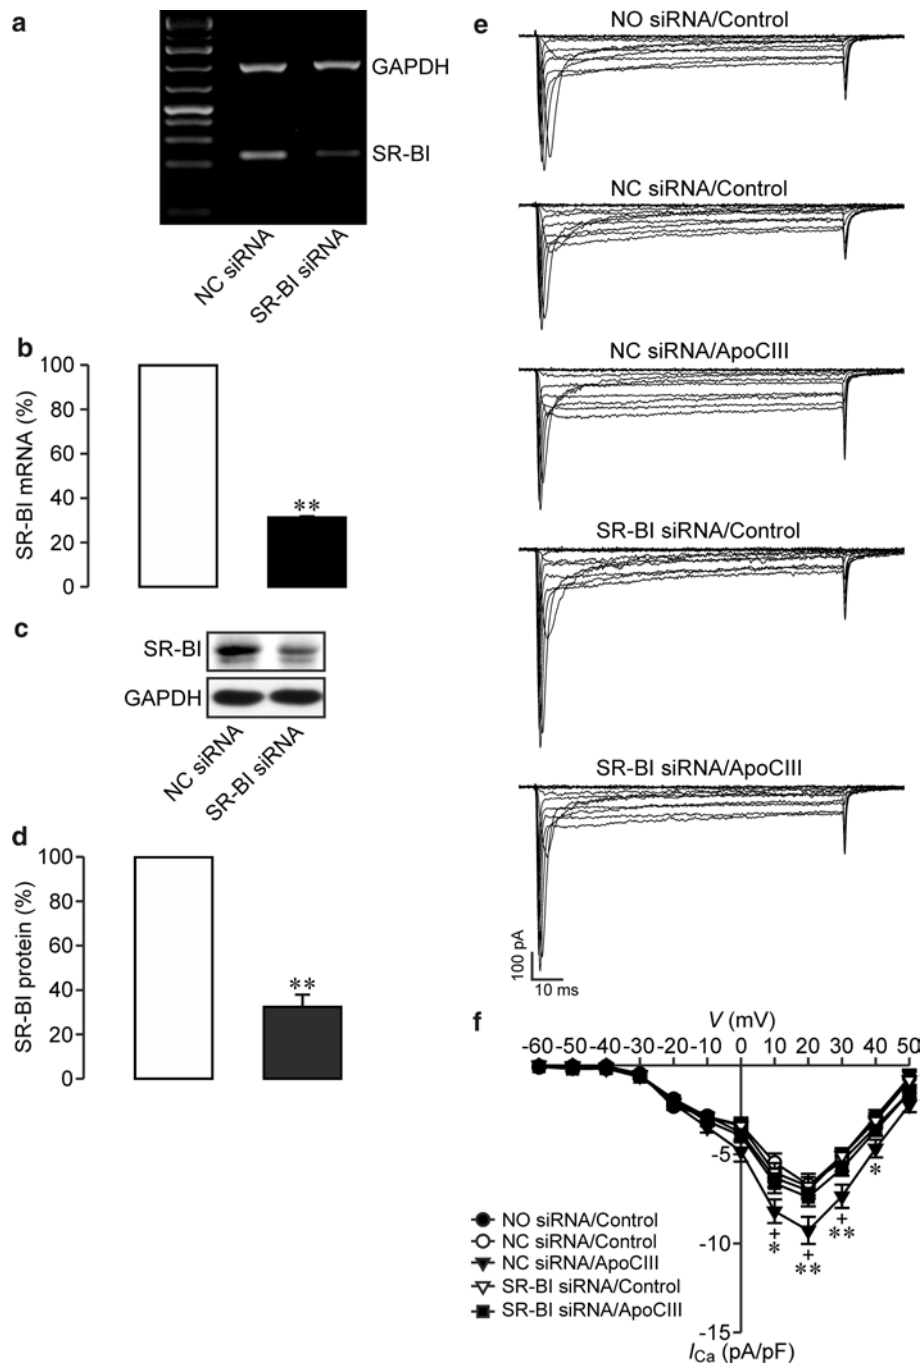 a
GAPDH
SR-BI
NC siRNA
SR-BI siRNA
b
SR-BI mRNA (%)
100
80
60
40
20
0
**
c
SR-BI
GAPDH
NC siRNA
SR-BI siRNA
d
SR-BI protein (%)
100
80
60
40
20
0
**
e
NO siRNA/Control
NC siRNA/Control
NC siRNA/ApoCIII
SR-BI siRNA/Control
SR-BI siRNA/ApoCIII
100 pA
10 ms
f
V (mV)
-60 -50 -40 -30 -20 -10 0 10 20 30 40 50
-5
-10
-15
+ + +
* ** ** *
NO siRNA/Control
NC siRNA/Control
NC siRNA/ApoCIII
SR-BI siRNA/Control
SR-BI siRNA/ApoCIII
ICa (pA/pF)